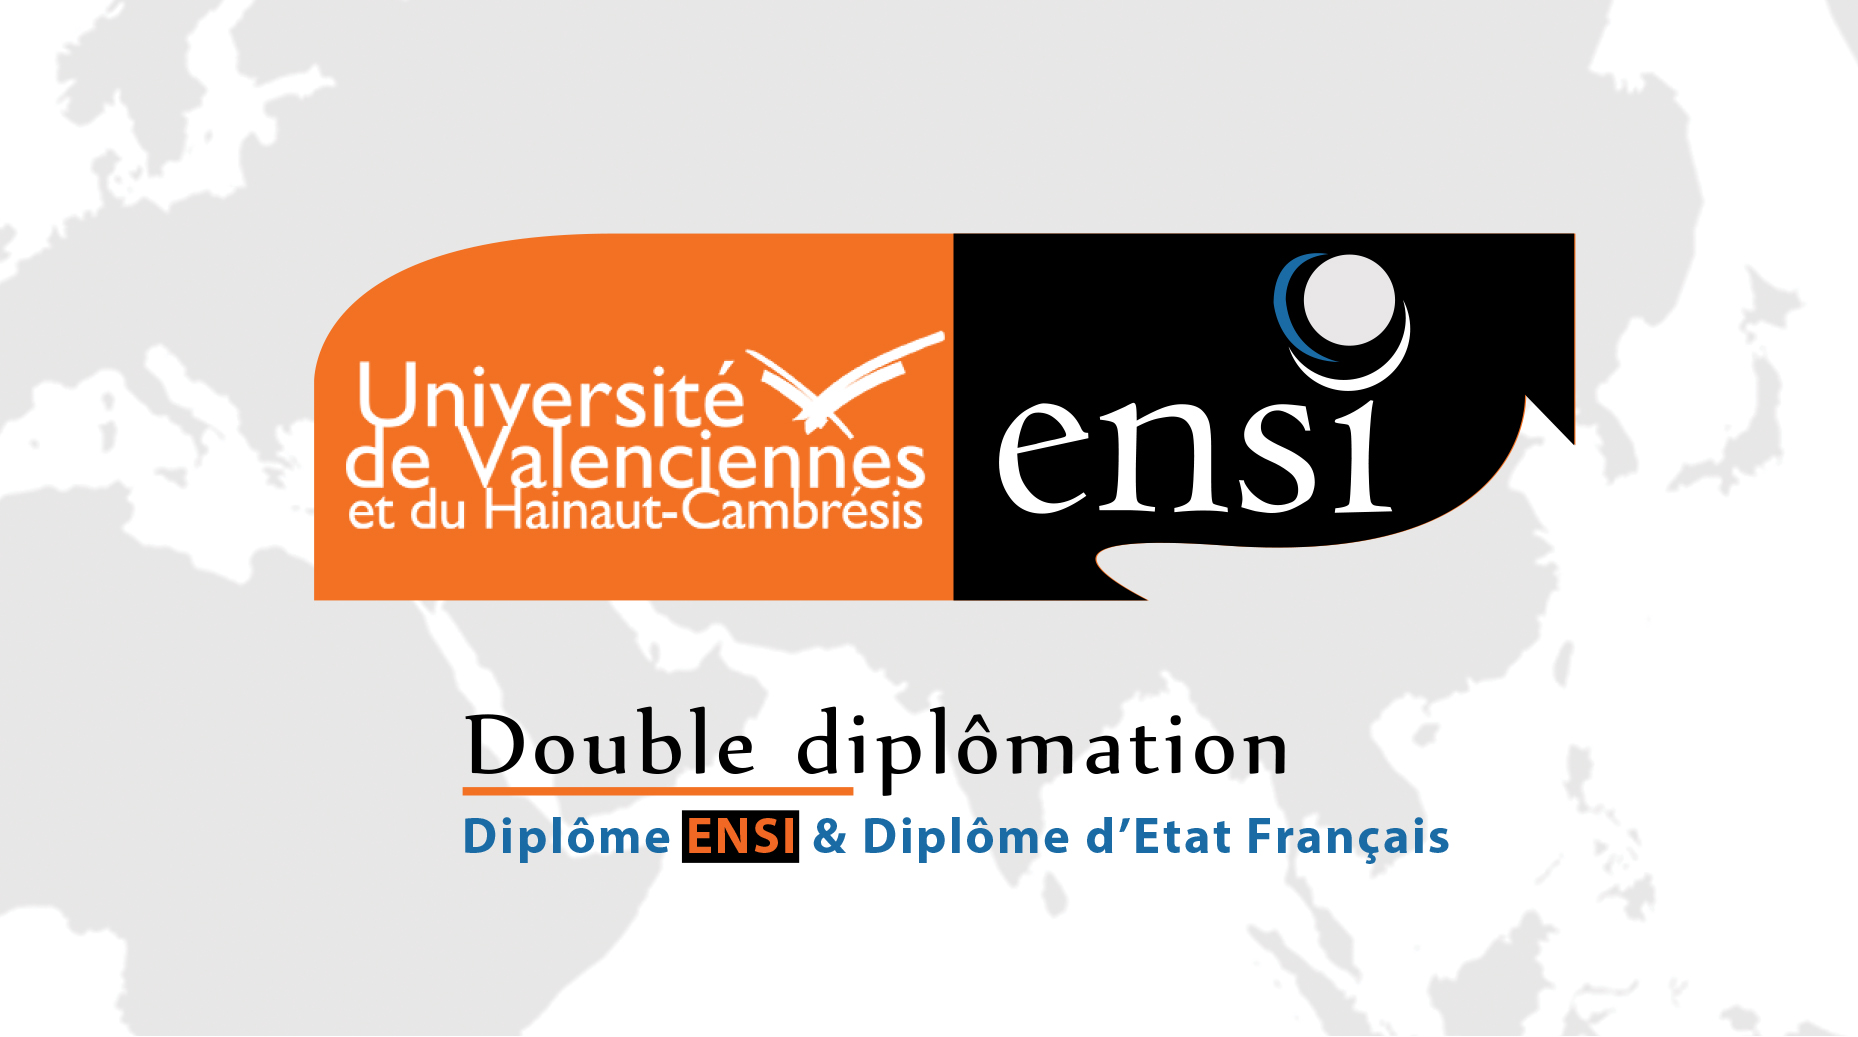 Université
de Valenciennes
et du Hainaut-Cambrésis
ensi
Double diplômation
Diplôme ENSI & Diplôme d’Etat Français